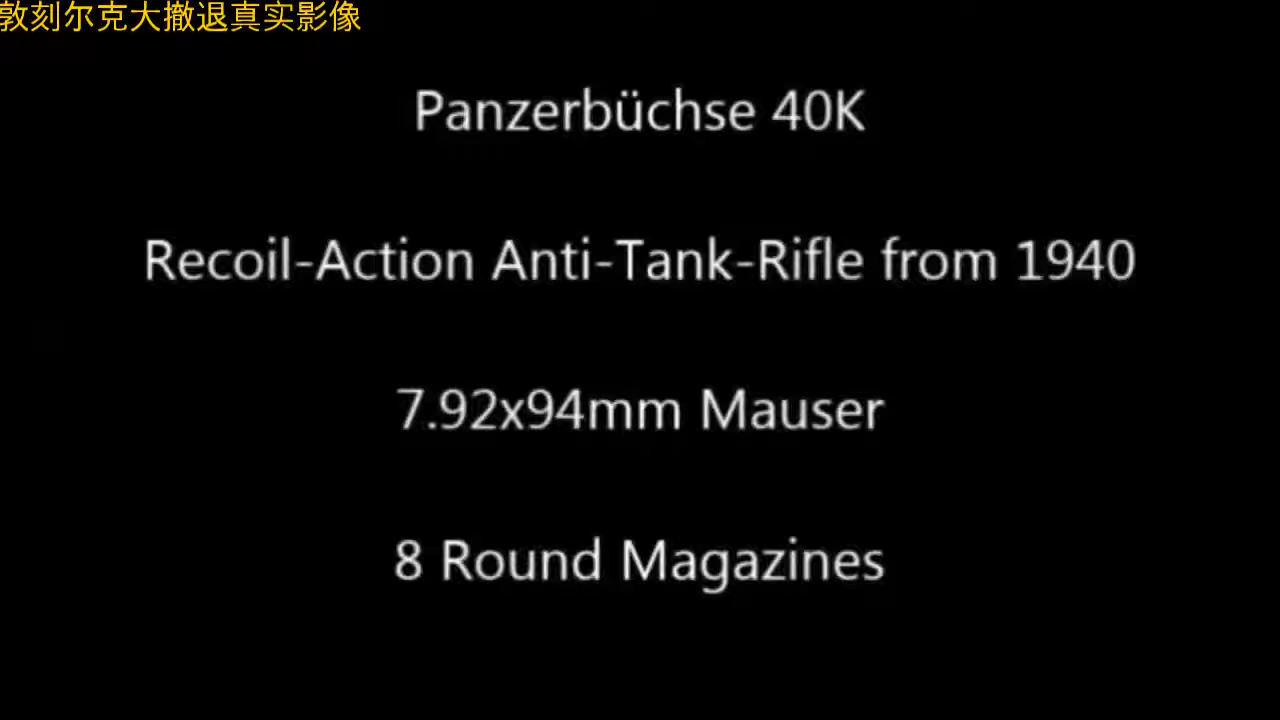 敦刻尔克大撤退真实影像
Panzerbüchse 40K
Recoil-Action Anti-Tank-Rifle from 1940
7.92x94mm Mauser
8 Round Magazines